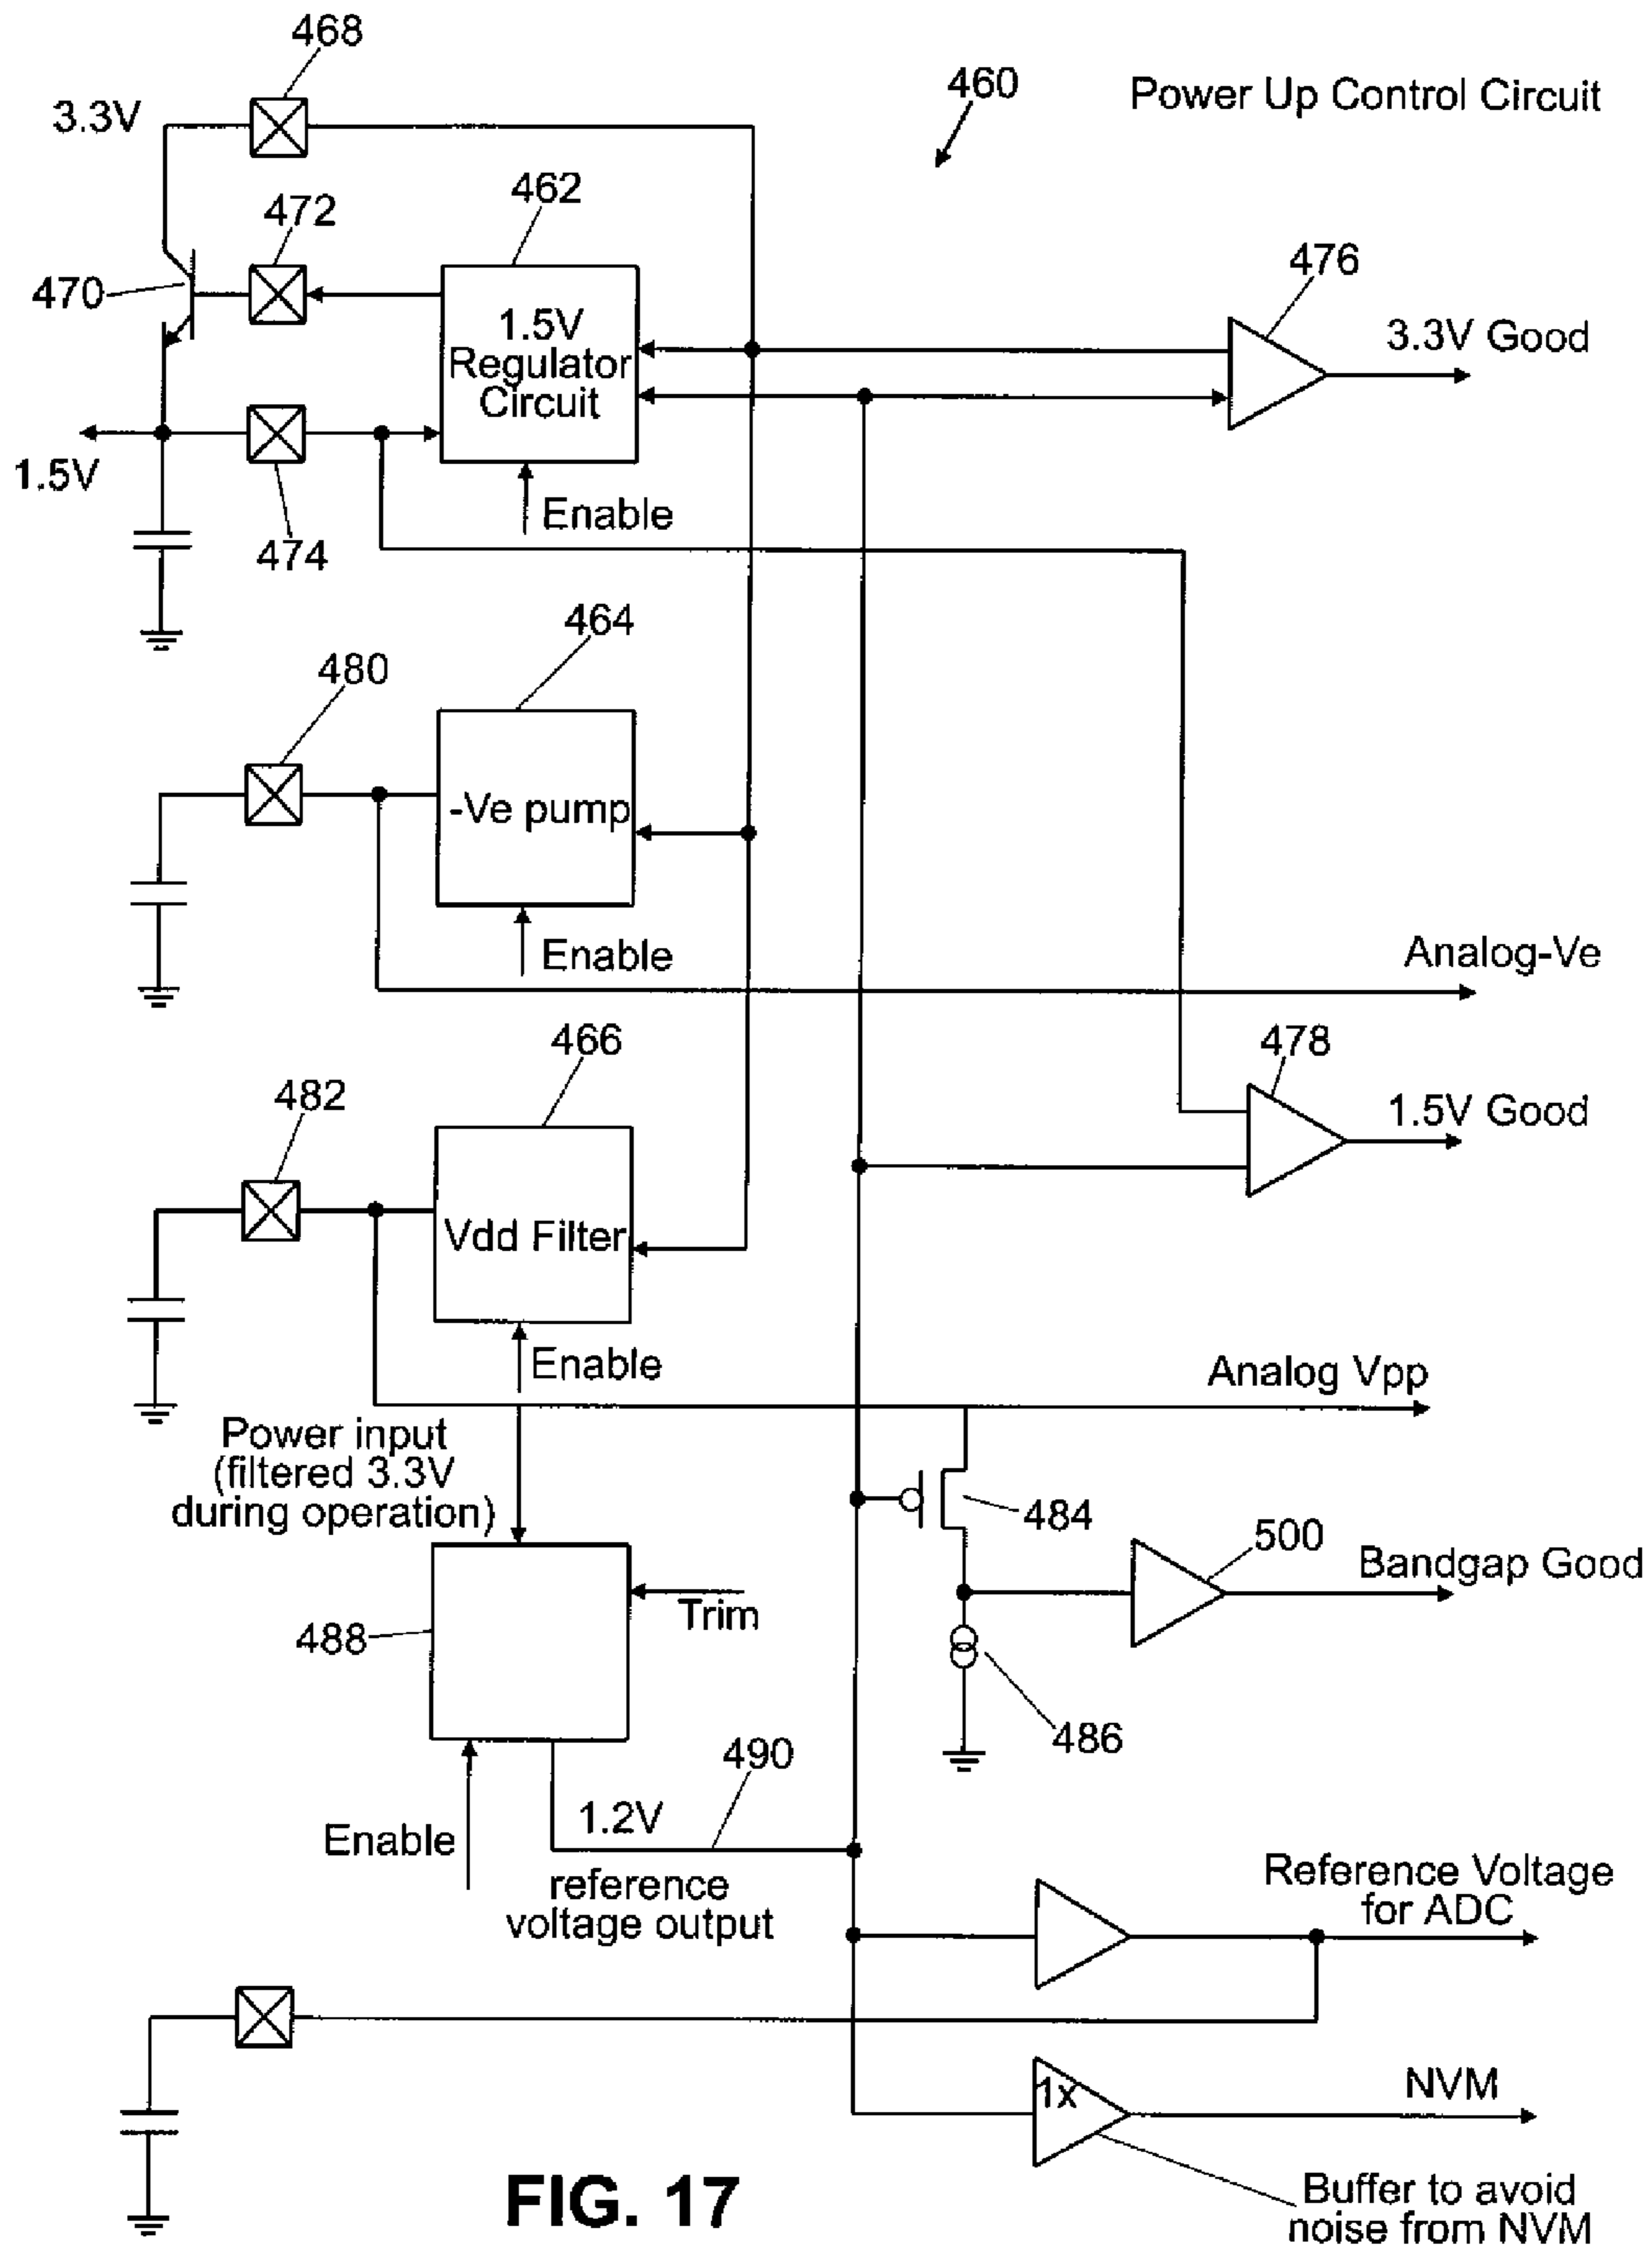 468
3.3V
460
Power Up Control Circuit
472
462
470
476
1.5V
Regulator
Circuit
3.3V Good
1.5V
474
Enable
464
480
-Ve pump
Enable
Analog-Ve
466
478
482
1.5V Good
Vdd Filter
Enable
Analog Vpp
Power input
(filtered 3.3V
during operation)
484
500
Bandgap Good
Trim
488
486
490
1.2V
Enable
reference
voltage output
Reference Voltage
for ADC
NVM
1x
FIG. 17
Buffer to avoid
noise from NVM